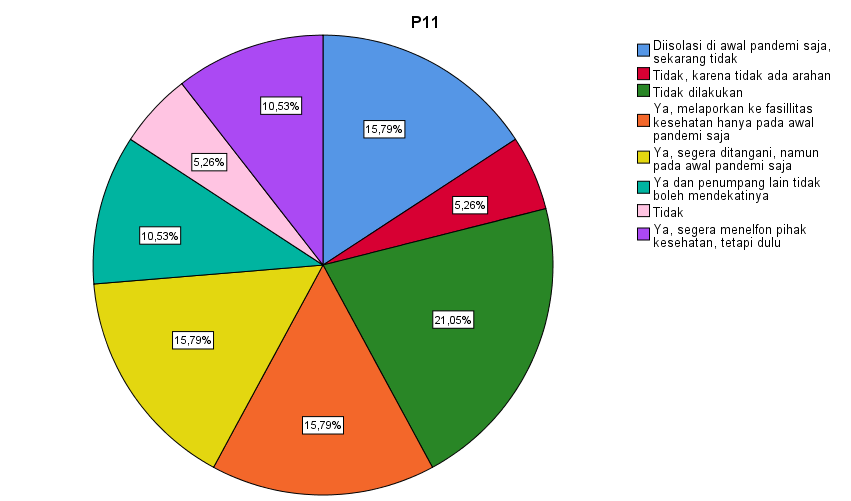 P11
15,79%
5,26%
21,05%
15,79%
15,79%
10,53%
5,26%
10,53%
Diisolasi di awal pandemi saja,
sekarang tidak
Tidak, karena tidak ada arahan
Tidak dilakukan
Ya, melaporkan ke fasillitas
kesehatan hanya pada awal
pandemi saja
Ya, segera ditangani, namun
pada awal pandemi saja
Ya dan penumpang lain tidak
boleh mendekatinya
Tidak
Ya, segera menelfon pihak
kesehatan, tetapi dulu